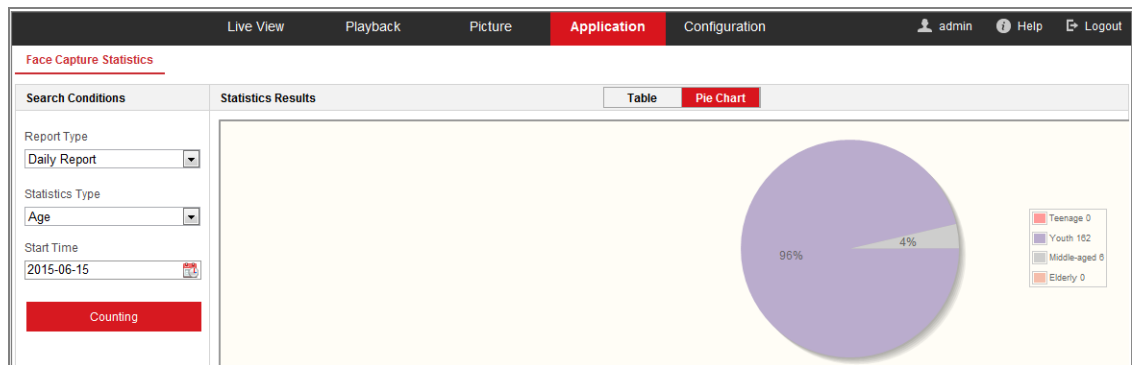 Live View Playback Picture Application Configuration admin Help Logout
Face Capture Statistics
Search Conditions Statistics Results Table Pie Chart
Report Type
Daily Report
Statistics Type
Age
Start Time
2015-06-15
Counting
96%
4%
Teenage 0
Youth 162
Middle-aged 6
Elderly 0